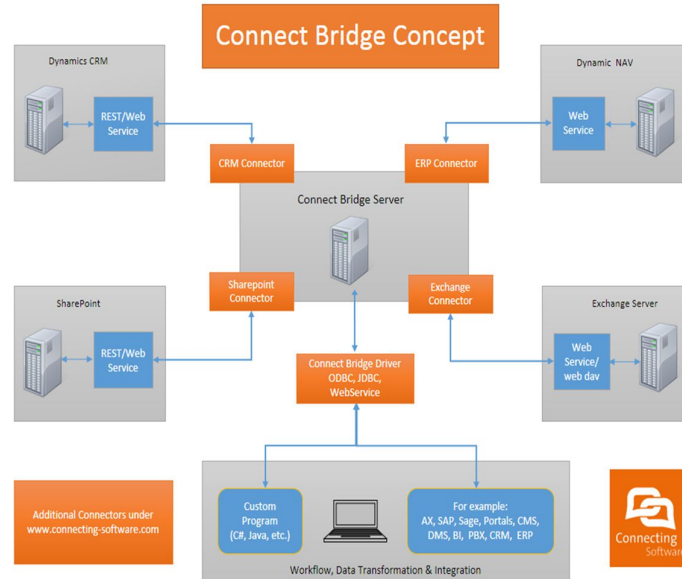 Connect Bridge Concept
Dynamics CRM
REST/Web
Service
Dynamic NAV
Web
Service
CRM Connector
ERP Connector
Connect Bridge Server
Sharepoint
Connector
Exchange
Connector
SharePoint
REST/Web
Service
Exchange Server
Web
Service/
web dav
Connect Bridge Driver
ODBC, JDBC,
WebService
Additional Connectors under
www.connecting-software.com
Custom
Program
(C#, Java, etc.)
For example:
AX, SAP, Sage, Portals, CMS,
DMS, BI, PBX, CRM, ERP
Workflow, Data Transformation & Integration
Connecting
Software